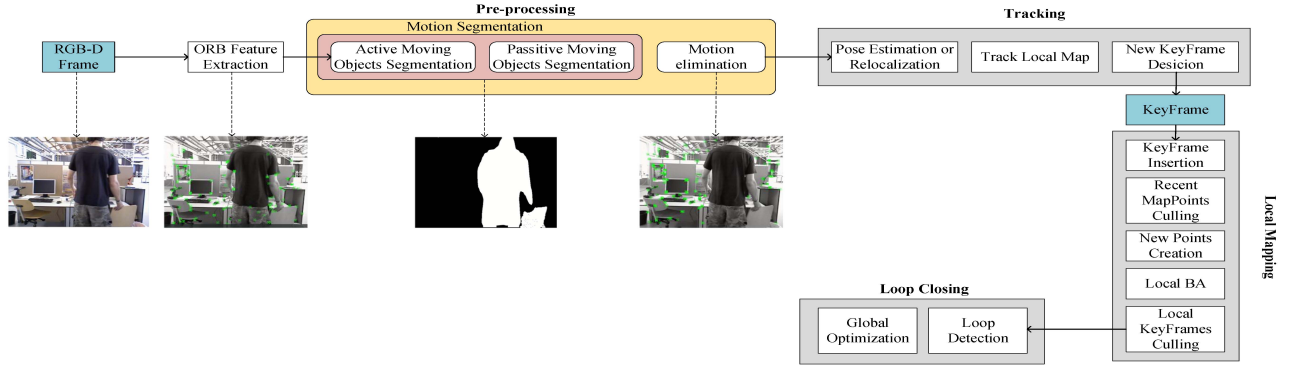 Pre-processing
Motion Segmentation
RGB-D
Frame
ORB Feature
Extraction
Active Moving
Objects Segmentation
Passitive Moving
Objects Segmentation
Motion
elimination
Tracking
Pose Estimation or
Relocalization
Track Local Map
New KeyFrame
Desicion
KeyFrame
KeyFrame
Insertion
Recent
MapPoints
Culling
New Points
Creation
Local BA
Local
KeyFrames
Culling
Local Mapping
Loop Closing
Global
Optimization
Loop
Detection